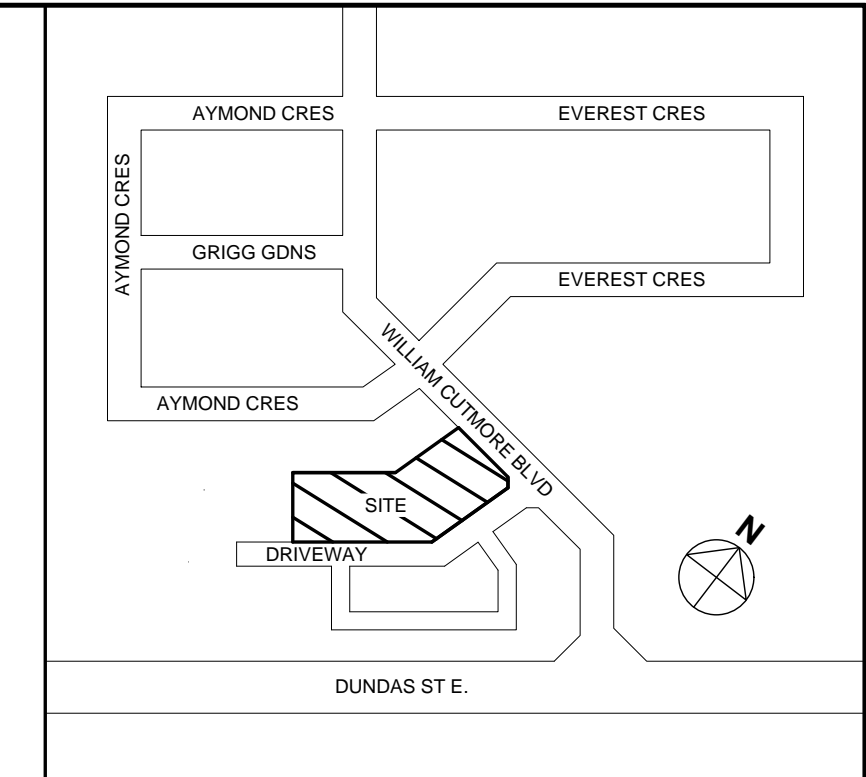 AYMOND CRES
EVEREST CRES
AYMOND CRES
GRIGG GDNS
EVEREST CRES
WILLIAM CUTMORE BLVD
AYMOND CRES
SITE
N
DRIVEWAY
DUNDAS ST E.